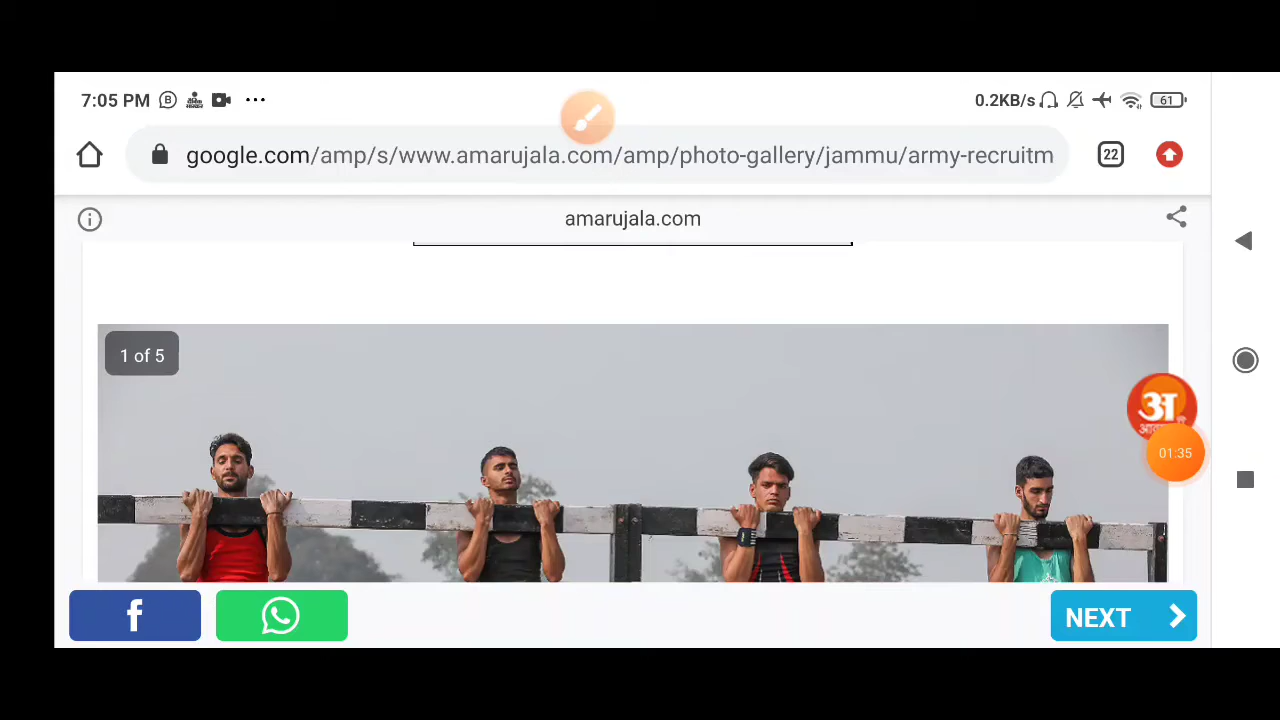 7:05 PM B ... 0.2KB/s 61
google.com/amp/s/www.amarujala.com/amp/photo-gallery/jammu/army-recruitm 22
amarujala.com
1 of 5
अ
01:35
f NEXT